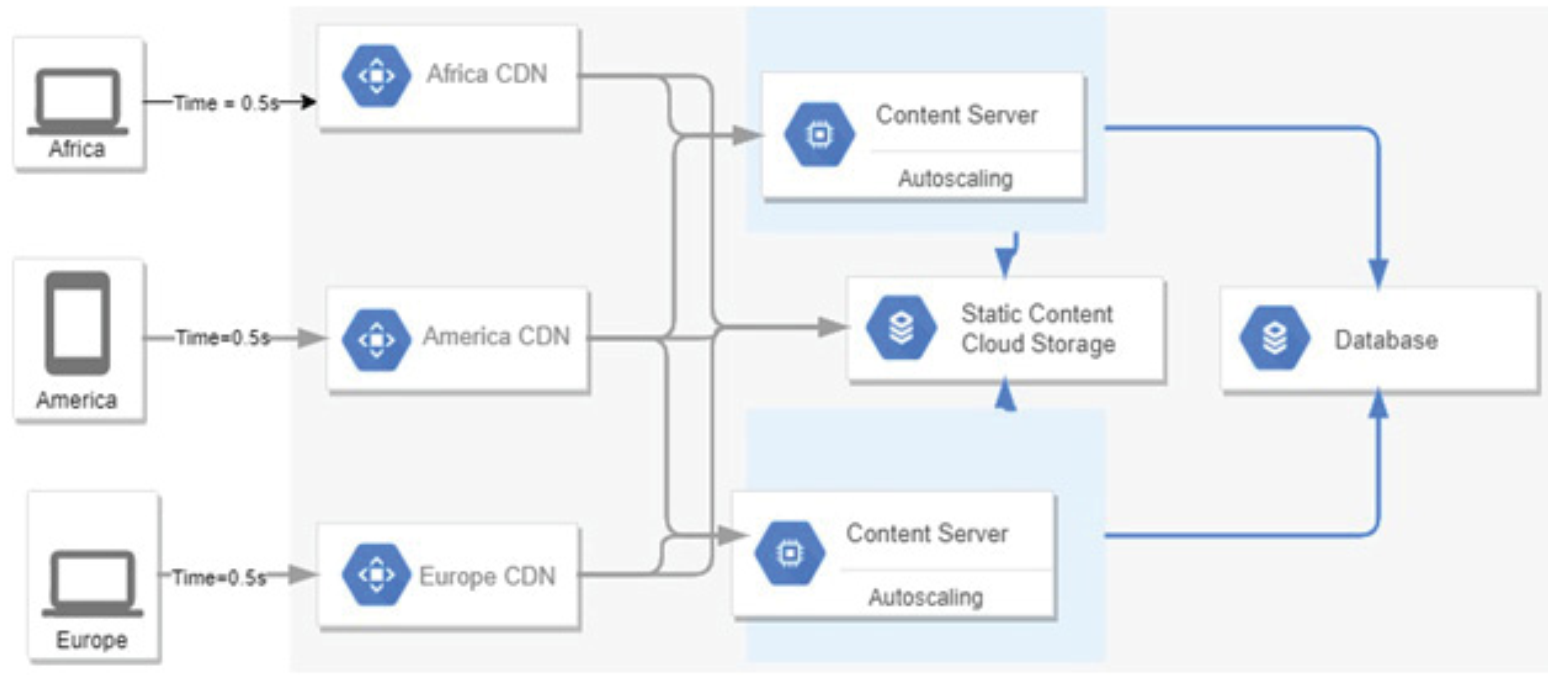 Africa
Time = 0.5s
Africa CDN
Content Server
Autoscaling
America
Time=0.5s
America CDN
Static Content
Cloud Storage
Database
Europe
Time=0.5s
Europe CDN
Content Server
Autoscaling